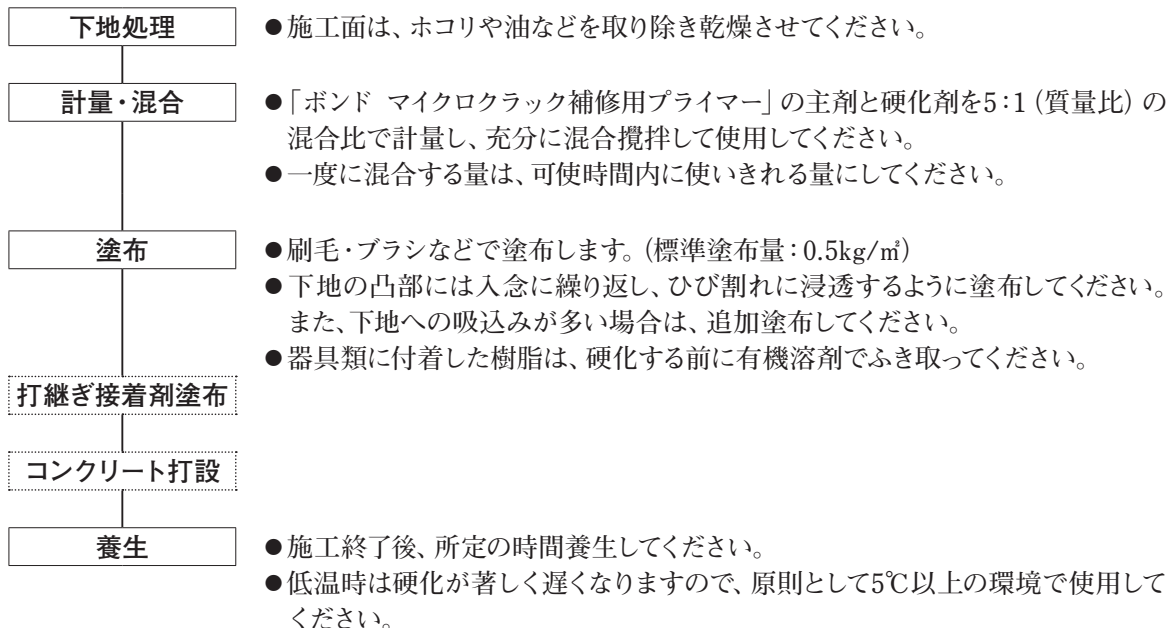 下地処理
●施工面は、ホコリや油などを取り除き乾燥させてください。
計量・混合
●「ボンド マイクロクラック補修用プライマー」の主剤と硬化剤を5:1(質量比)の
混合比で計量し、充分に混合攪拌して使用してください。
●一度に混合する量は、可使時間内に使いきれる量にしてください。
塗布
●刷毛・ブラシなどで塗布します。(標準塗布量:0.5kg/㎡)
●下地の凸部には入念に繰り返し、ひび割れに浸透するように塗布してください。
また、下地への吸込みが多い場合は、追加塗布してください。
●器具類に付着した樹脂は、硬化する前に有機溶剤でふき取ってください。
打継ぎ接着剤塗布
コンクリート打設
養生
●施工終了後、所定の時間養生してください。
●低温時は硬化が著しく遅くなりますので、原則として5℃以上の環境で使用して
ください。